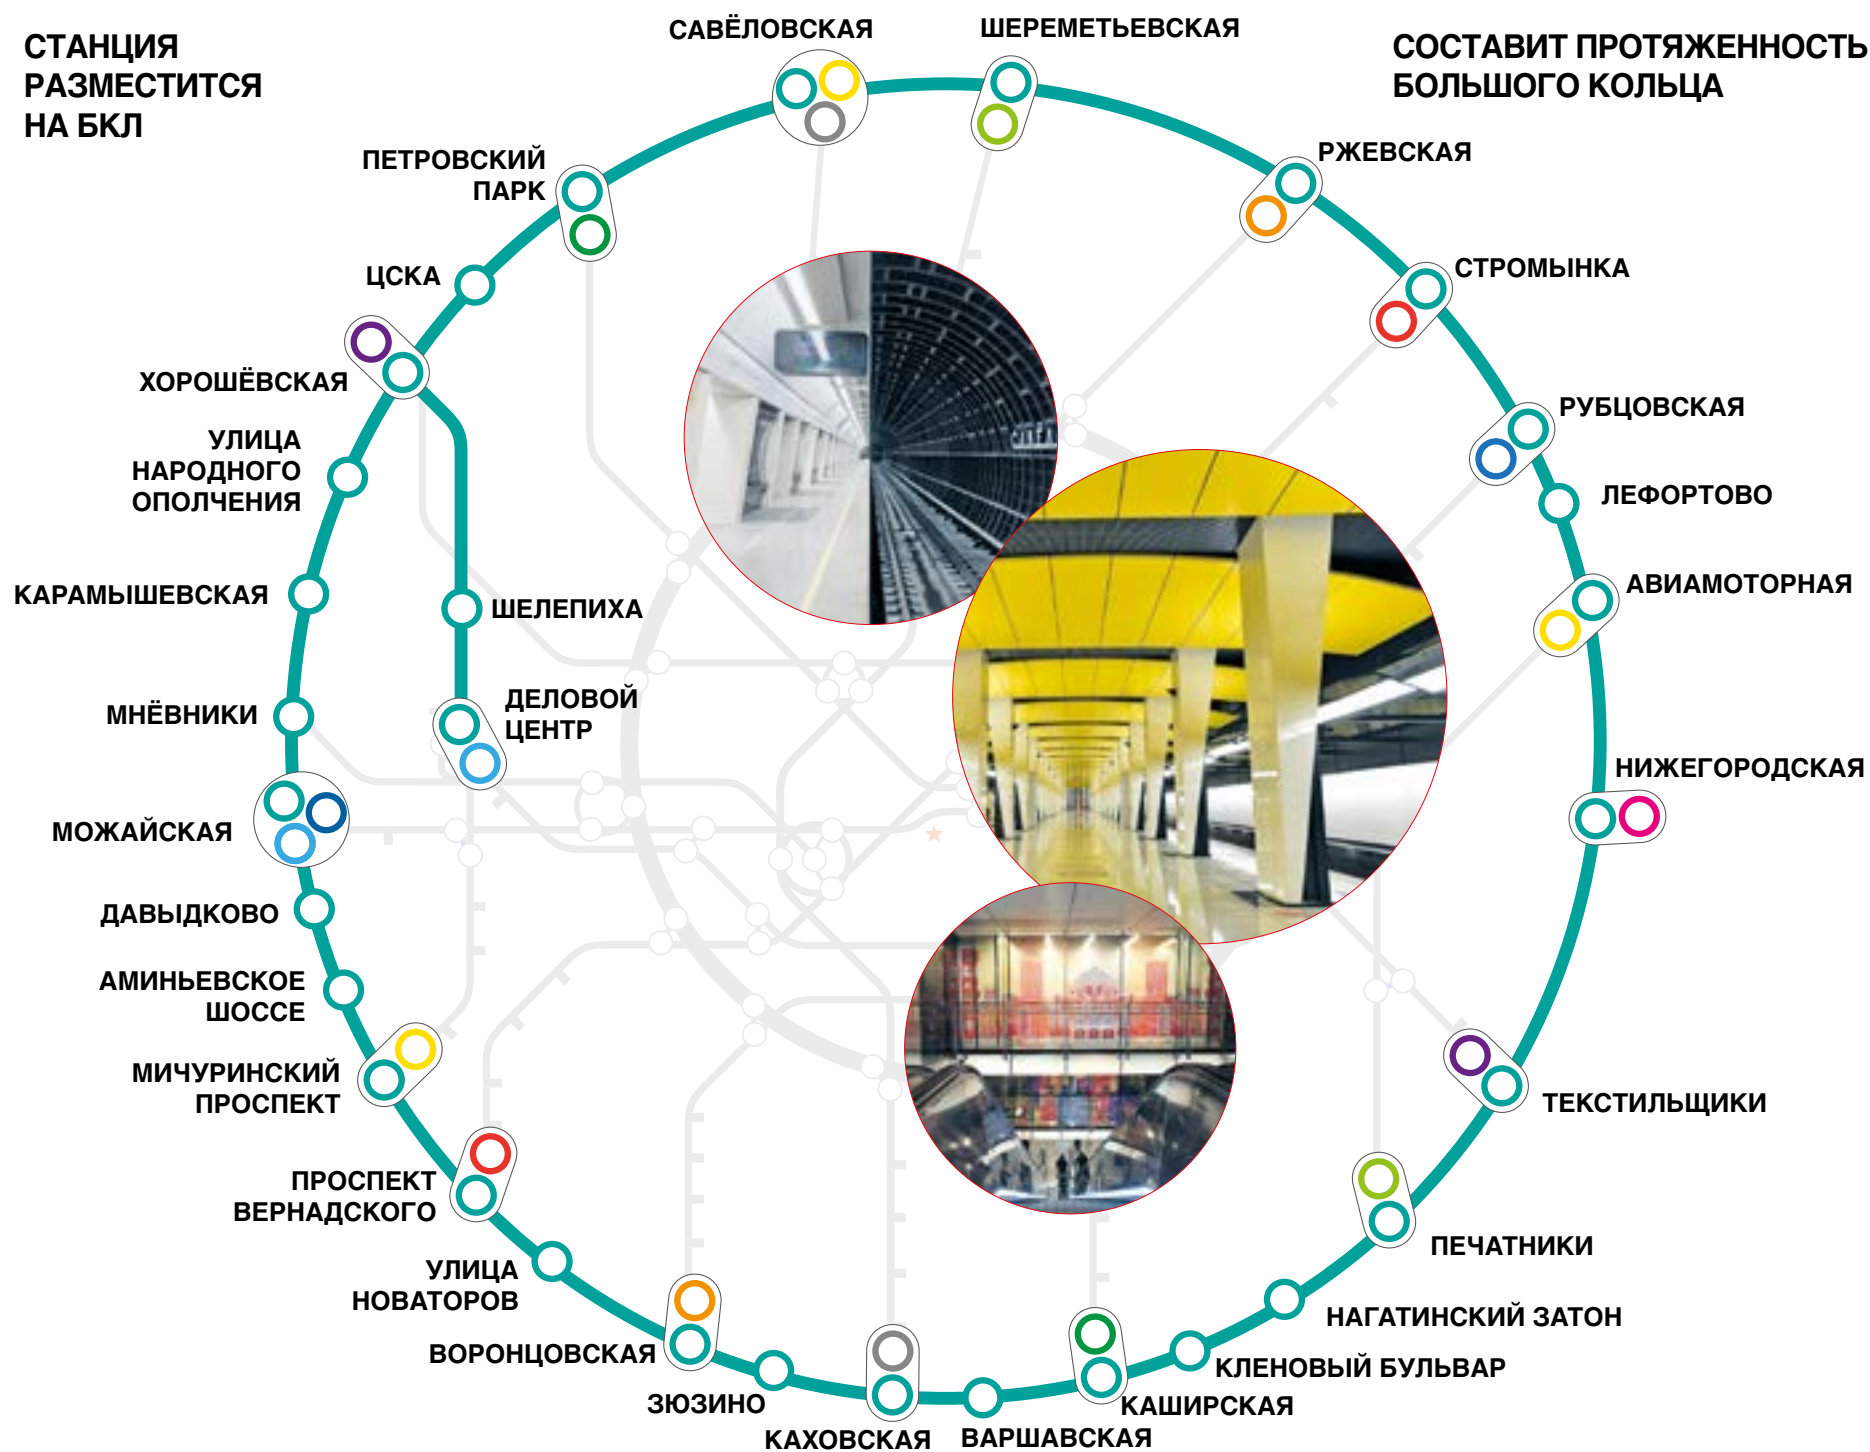 СТАНЦИЯ
РАЗМЕСТИТСЯ
НА БКЛ
СОСТАВИТ ПРОТЯЖЕННОСТЬ
БОЛЬШОГО КОЛЬЦА
САВЁЛОВСКАЯ
ШЕРЕМЕТЬЕВСКАЯ
РЖЕВСКАЯ
СТРОМЫНКА
РУБЦОВСКАЯ
ЛЕФОРТОВО
АВИАМОТОРНАЯ
НИЖЕГОРОДСКАЯ
ТЕКСТИЛЬЩИКИ
ПЕЧАТНИКИ
НАГАТИНСКИЙ ЗАТОН
КЛЕНОВЫЙ БУЛЬВАР
КАШИРСКАЯ
ВАРШАВСКАЯ
КАХОВСКАЯ
ЗЮЗИНО
ВОРОНЦОВСКАЯ
УЛИЦА
НОВАТОРОВ
ПРОСПЕКТ
ВЕРНАДСКОГО
МИЧУРИНСКИЙ
ПРОСПЕКТ
АМИНЬЕВСКОЕ
ШОССЕ
ДАВЫДКОВО
МОЖАЙСКАЯ
МНЁВНИКИ
КАРАМЫШЕВСКАЯ
УЛИЦА
НАРОДНОГО
ОПОЛЧЕНИЯ
ХОРОШЁВСКАЯ
ЦСКА
ПЕТРОВСКИЙ
ПАРК
ШЕЛЕПИХА
ДЕЛОВОЙ
ЦЕНТР